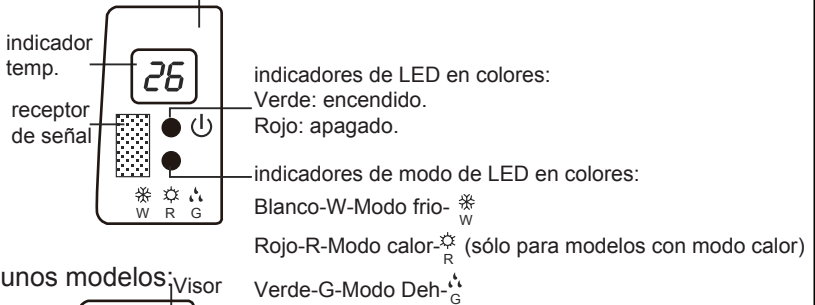 indicador
temp.
26
receptor
de señal
W R G
indicadores de LED en colores:
Verde: encendido.
Rojo: apagado.
indicadores de modo de LED en colores:
Blanco-W-Modo frio- W
Rojo-R-Modo calor- R (sólo para modelos con modo calor)
Verde-G-Modo Deh- G
unos modelos:
Visor